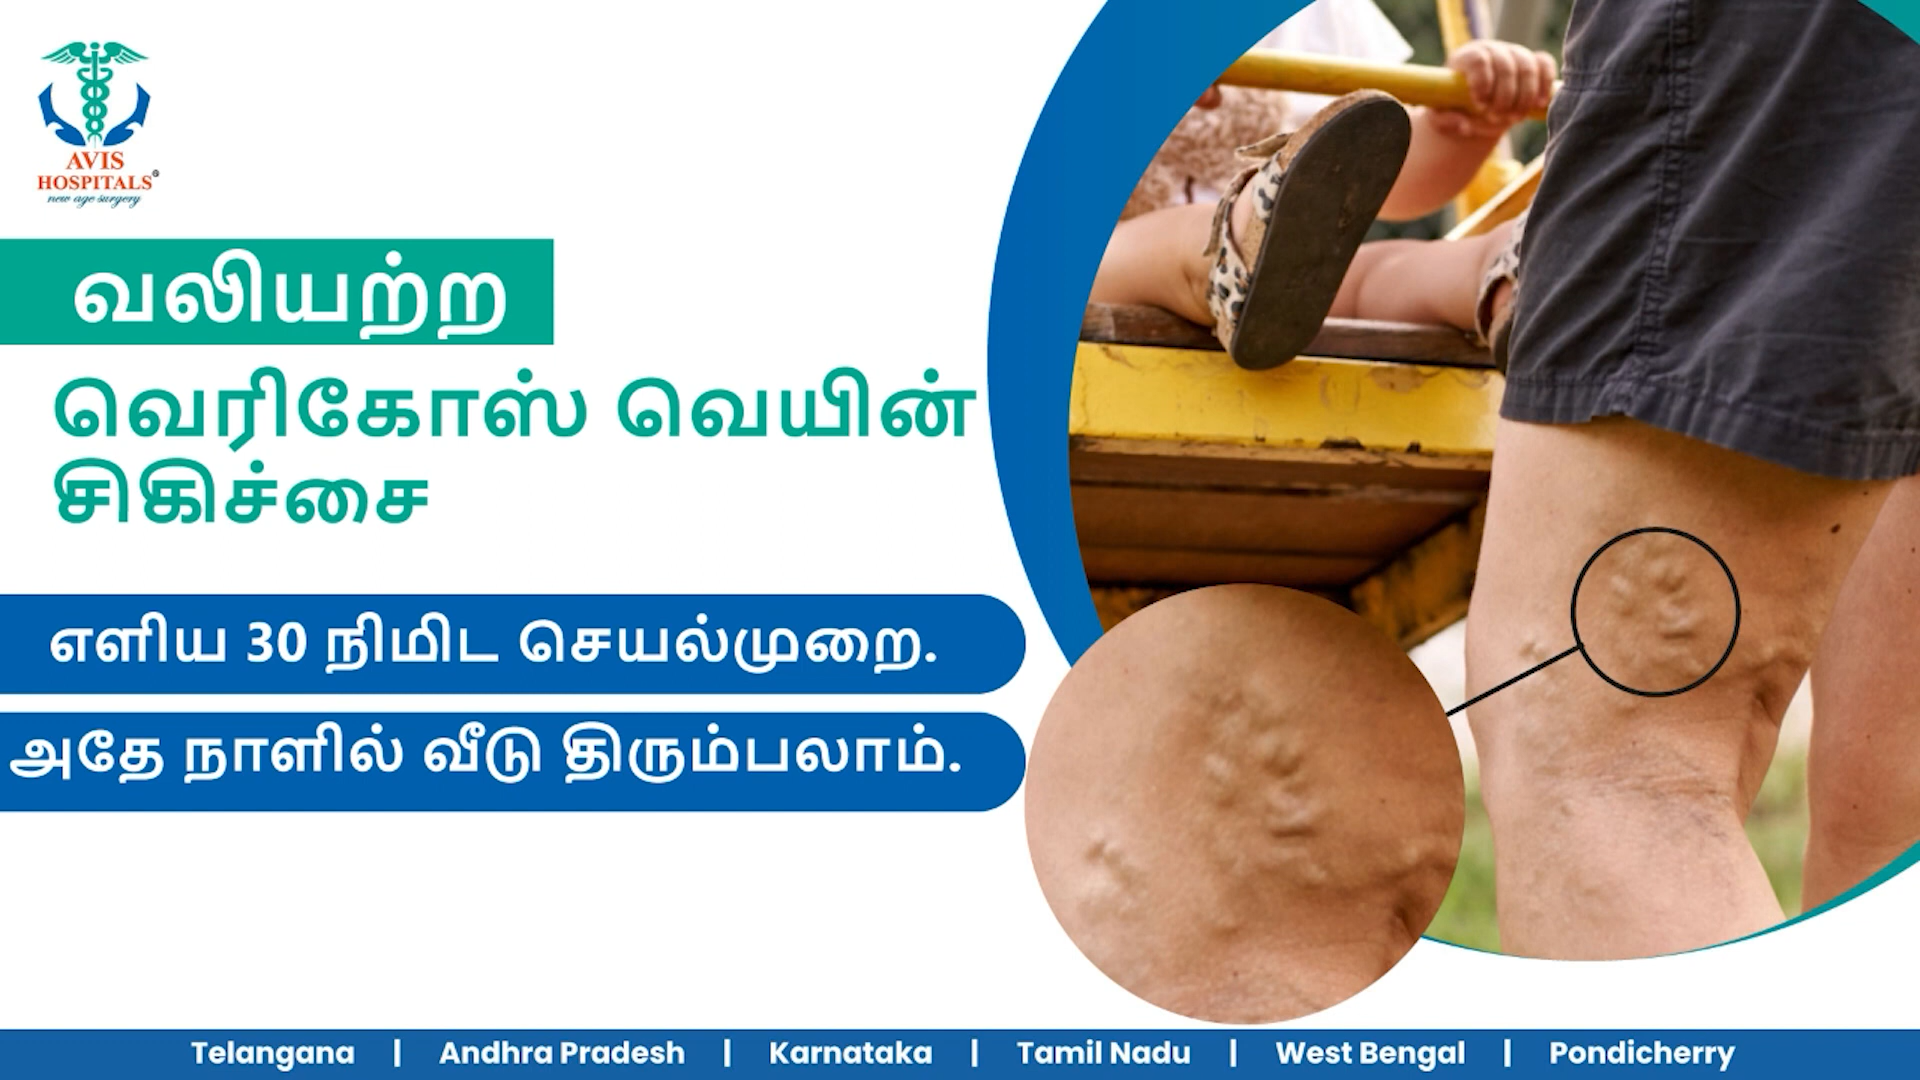 AVIS
HOSPITALS
new age surgery
வலியற்ற
வெரிகோஸ் வெயின்
சிகிச்சை
எளிய 30 நிமிட செயல்முறை.
அதே நாளில் வீடு திரும்பலாம்.
Telangana | Andhra Pradesh | Karnataka | Tamil Nadu | West Bengal | Pondicherry